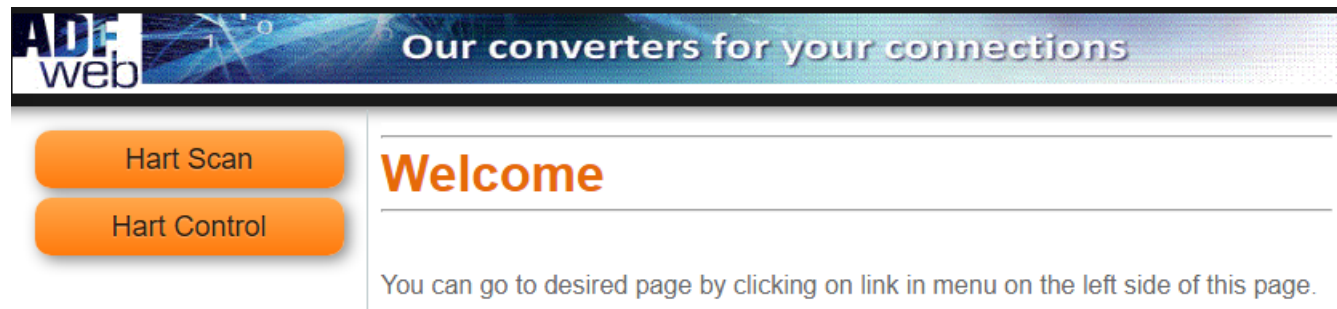 ADF
web
Our converters for your connections
Hart Scan
Hart Control
Welcome
You can go to desired page by clicking on link in menu on the left side of this page.